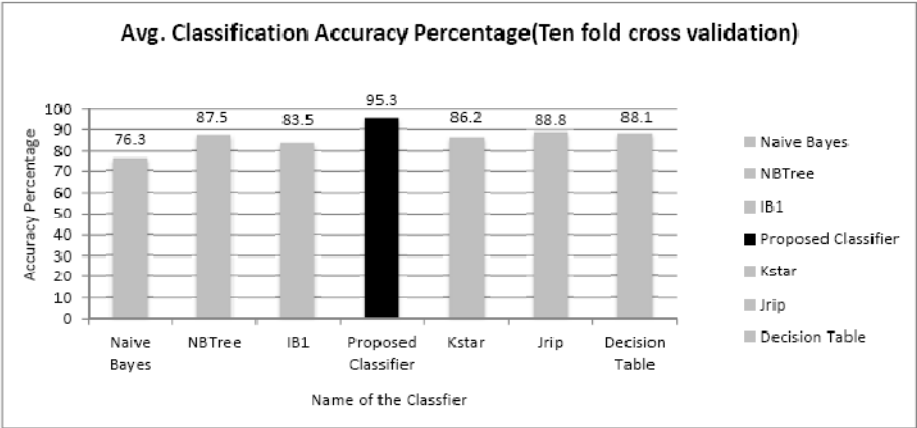 Avg. Classification Accuracy Percentage(Ten fold cross validation)
Accuracy Percentage
100
90
80
70
60
50
40
30
20
10
0
76.3
87.5
83.5
95.3
86.2
88.8
88.1
Naive Bayes
NBTree
IB1
Proposed Classifier
Kstar
Jrip
Decision Table
Naive
Bayes
NBTree
IB1
Proposed
Classifier
Kstar
Jrip
Decision
Table
Name of the Classfier